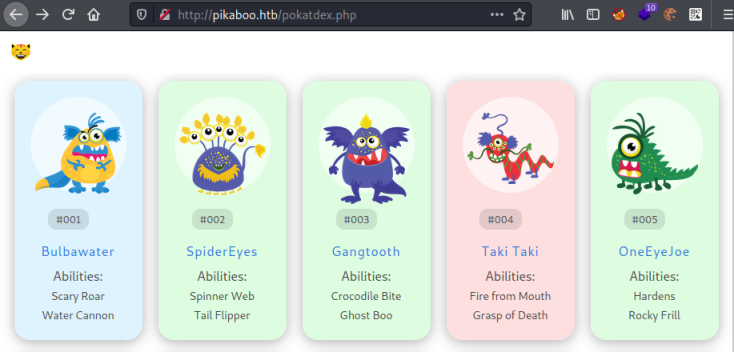 http://pikaboo.htb/pokatdex.php
10
#001 #002 #003 #004 #005
Bulbawater SpiderEyes Gangtooth Taki Taki OneEyeJoe
Abilities: Abilities: Abilities: Abilities: Abilities:
Scary Roar Spinner Web Crocodile Bite Fire from Mouth Hardens
Water Cannon Tail Flipper Ghost Boo Grasp of Death Rocky Frill